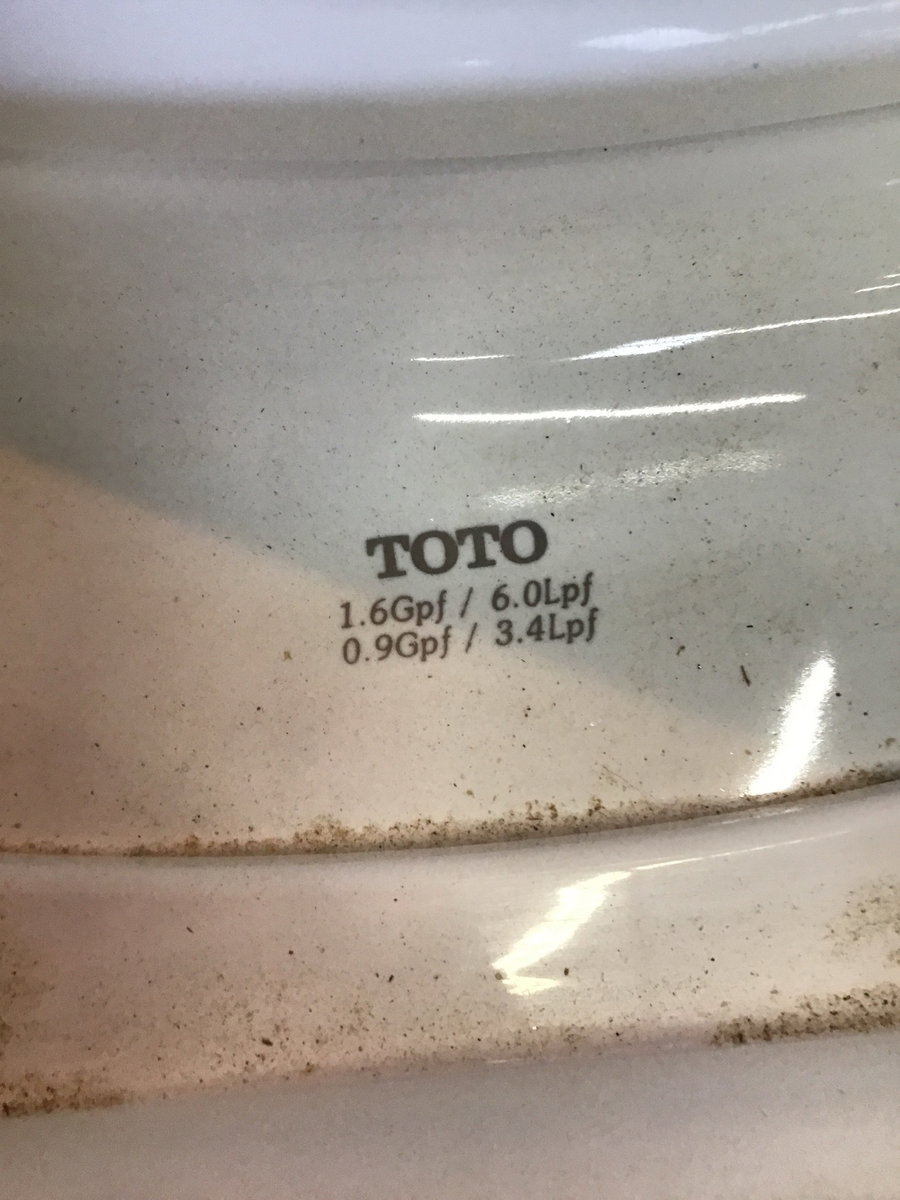 TOTO
1.6Gpf / 6.0Lpf
0.9Gpf / 3.4Lpf